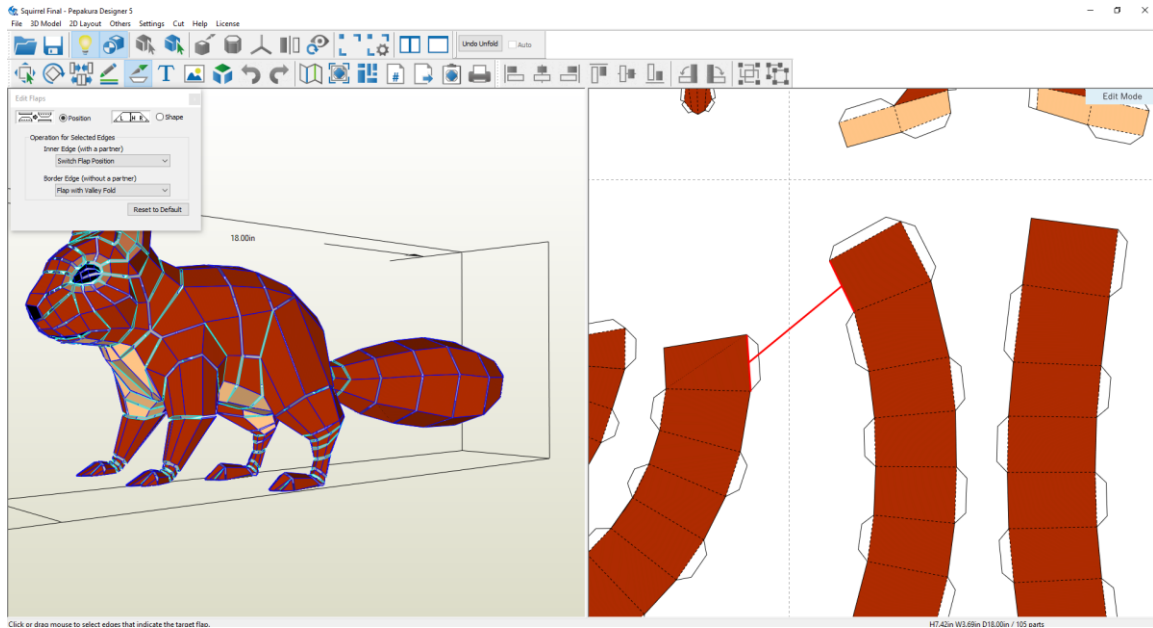 Squirrel Final - Pepakura Designer 5
File 3D Model 2D Layout Others Settings Cut Help License
Undo Unfold
Auto
T
Edit Flaps
Position
L H R
Shape
Operation for Selected Edges
Inner Edge (with a partner)
Switch Flap Position
Border Edge (without a partner)
Flap with Valley Fold
Reset to Default
18.00in
Edit Mode
Click or drag mouse to select edges that indicate the target flap.
H7.42in W3.69in D18.00in / 105 parts